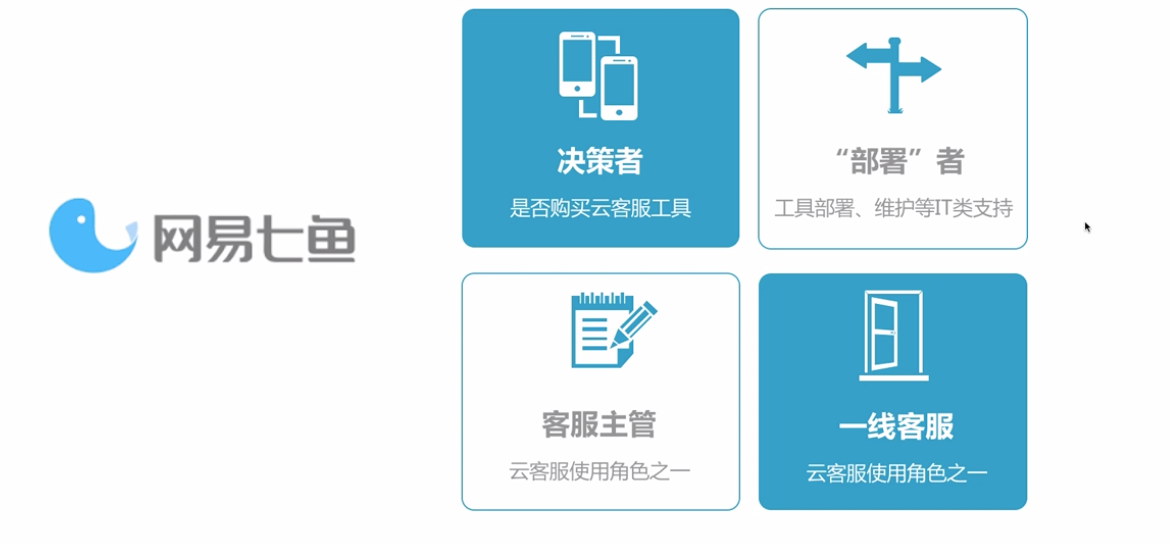 网易七鱼
决策者
是否购买云客服工具
“部署”者
工具部署、维护等IT类支持
客服主管
云客服使用角色之一
一线客服
云客服使用角色之一